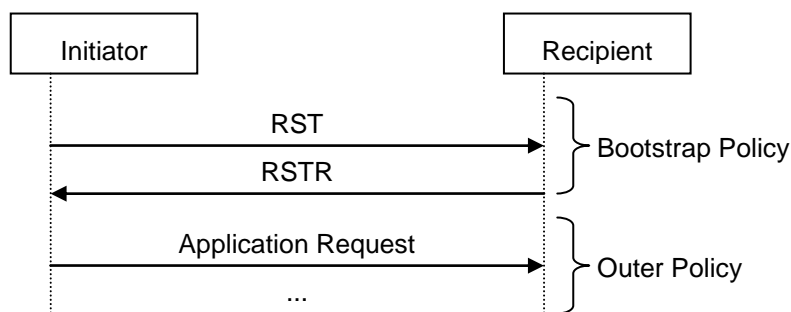 Initiator
Recipient
RST
Bootstrap Policy
RSTR
Application Request
Outer Policy
...